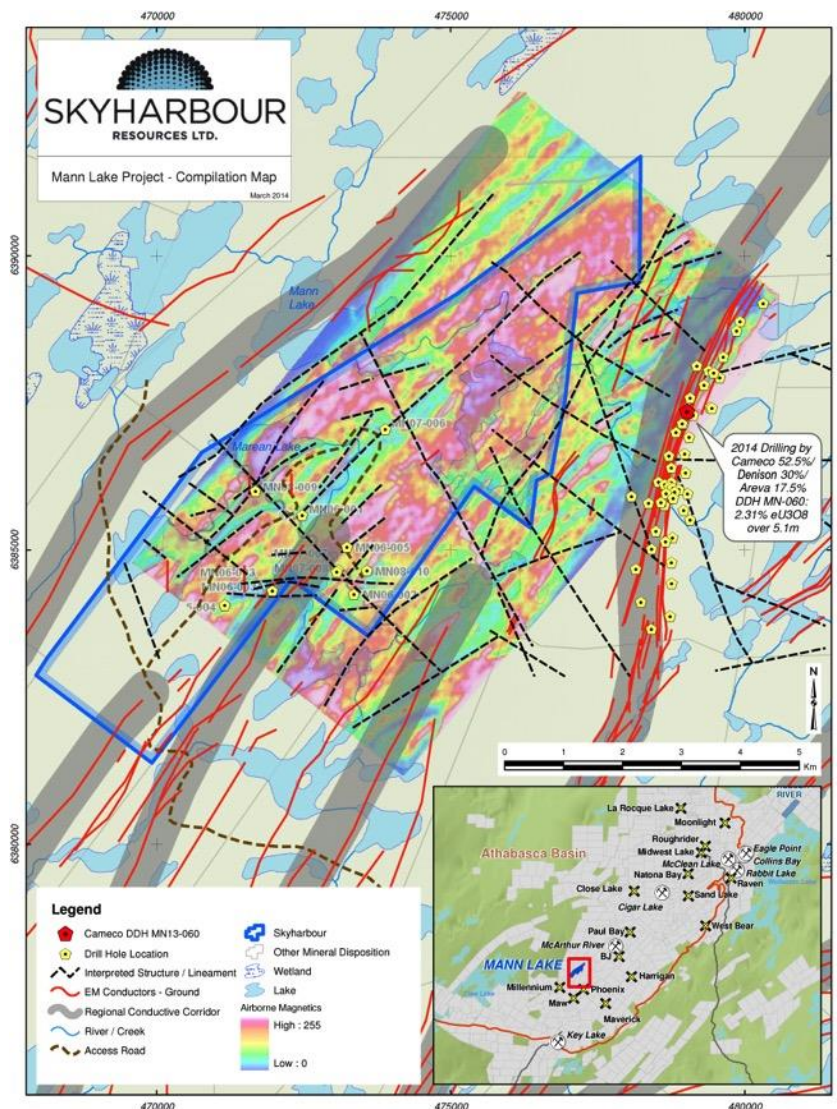 470000
475000
480000
SKYHARBOUR
RESOURCES LTD.
Mann Lake Project - Compilation Map
March 2014
6390000
6385000
6380000
Mann
Lake
Marean Lake
MN07-006
MN06-005
MN06-002
2014 Drilling by
Cameco 52.5%/
Denison 30%/
Areva 17.5%
DDH MN-060:
2.31% eU3O8
over 5.1m
N
0 1 2 3 4 5
Km
Legend
Cameco DDH MN13-060
Drill Hole Location
Interpreted Structure / Lineament
EM Conductors - Ground
Regional Conductive Corridor
River / Creek
Access Road
Skyharbour
Other Mineral Disposition
Wetland
Lake
Airborne Magnetics
High : 255
Low : 0
RIVER
La Rocque Lake
Moonlight
Roughrider
Midwest Lake
Eagle Point
Athabasca Basin
McClean Lake
Collins Bay
Natona Bay
Rabbit Lake
Raven
Close Lake
Sand Lake
Cigar Lake
Paul Bay
West Bear
McArthur River
BJ
MANN LAKE
Harrigan
Millennium
Phoenix
Maw
Maverick
Key Lake
470000
475000
480000